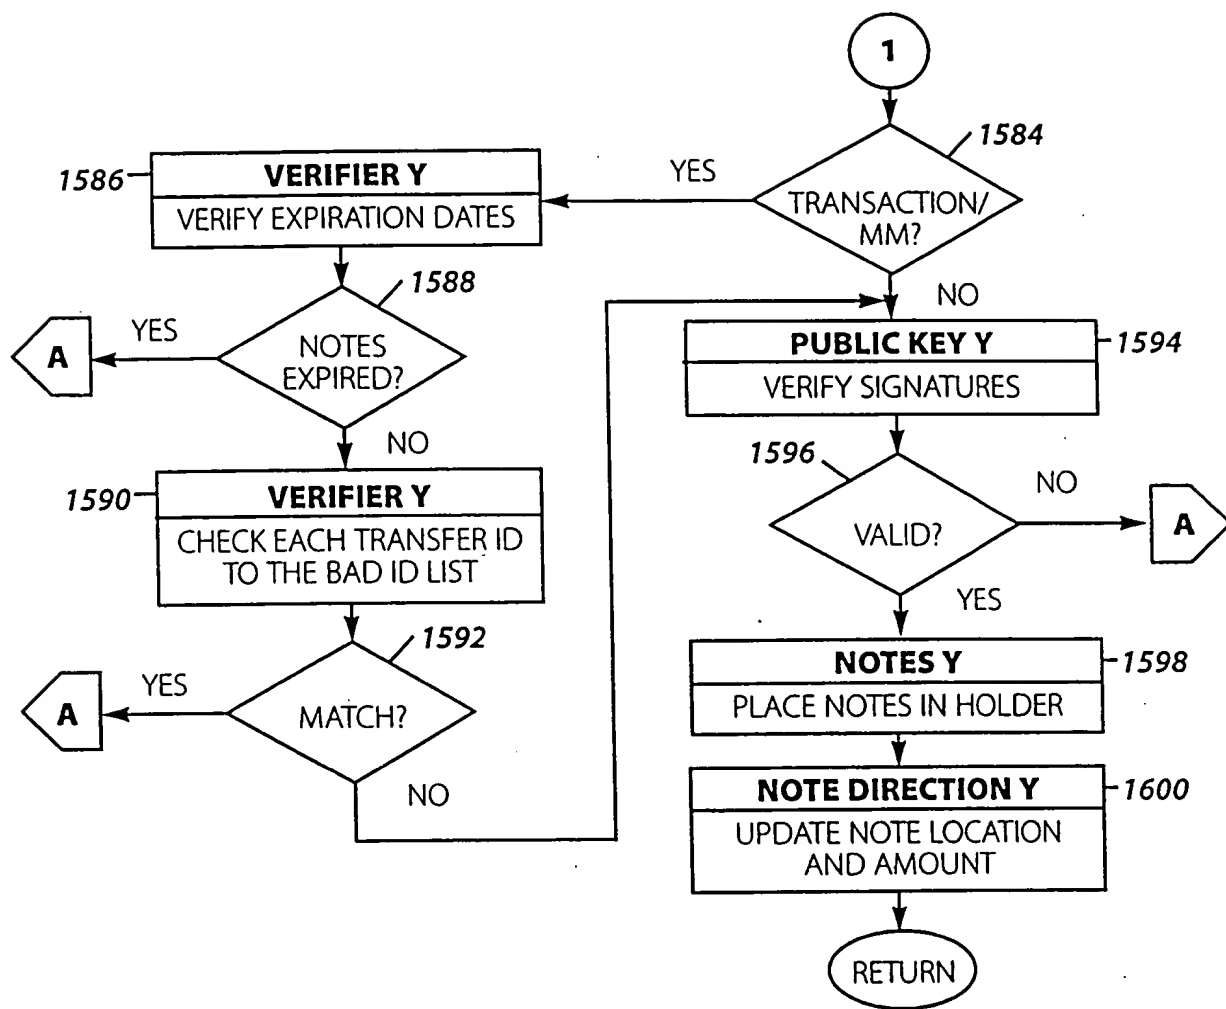 1
1584
TRANSACTION/
MM?
YES
NO
1586
VERIFIER Y
VERIFY EXPIRATION DATES
1588
NOTES
EXPIRED?
YES
A
NO
1590
VERIFIER Y
CHECK EACH TRANSFER ID
TO THE BAD ID LIST
1592
MATCH?
YES
A
NO
PUBLIC KEY Y
1594
VERIFY SIGNATURES
1596
VALID?
NO
A
YES
NOTES Y
1598
PLACE NOTES IN HOLDER
NOTE DIRECTION Y
1600
UPDATE NOTE LOCATION
AND AMOUNT
RETURN